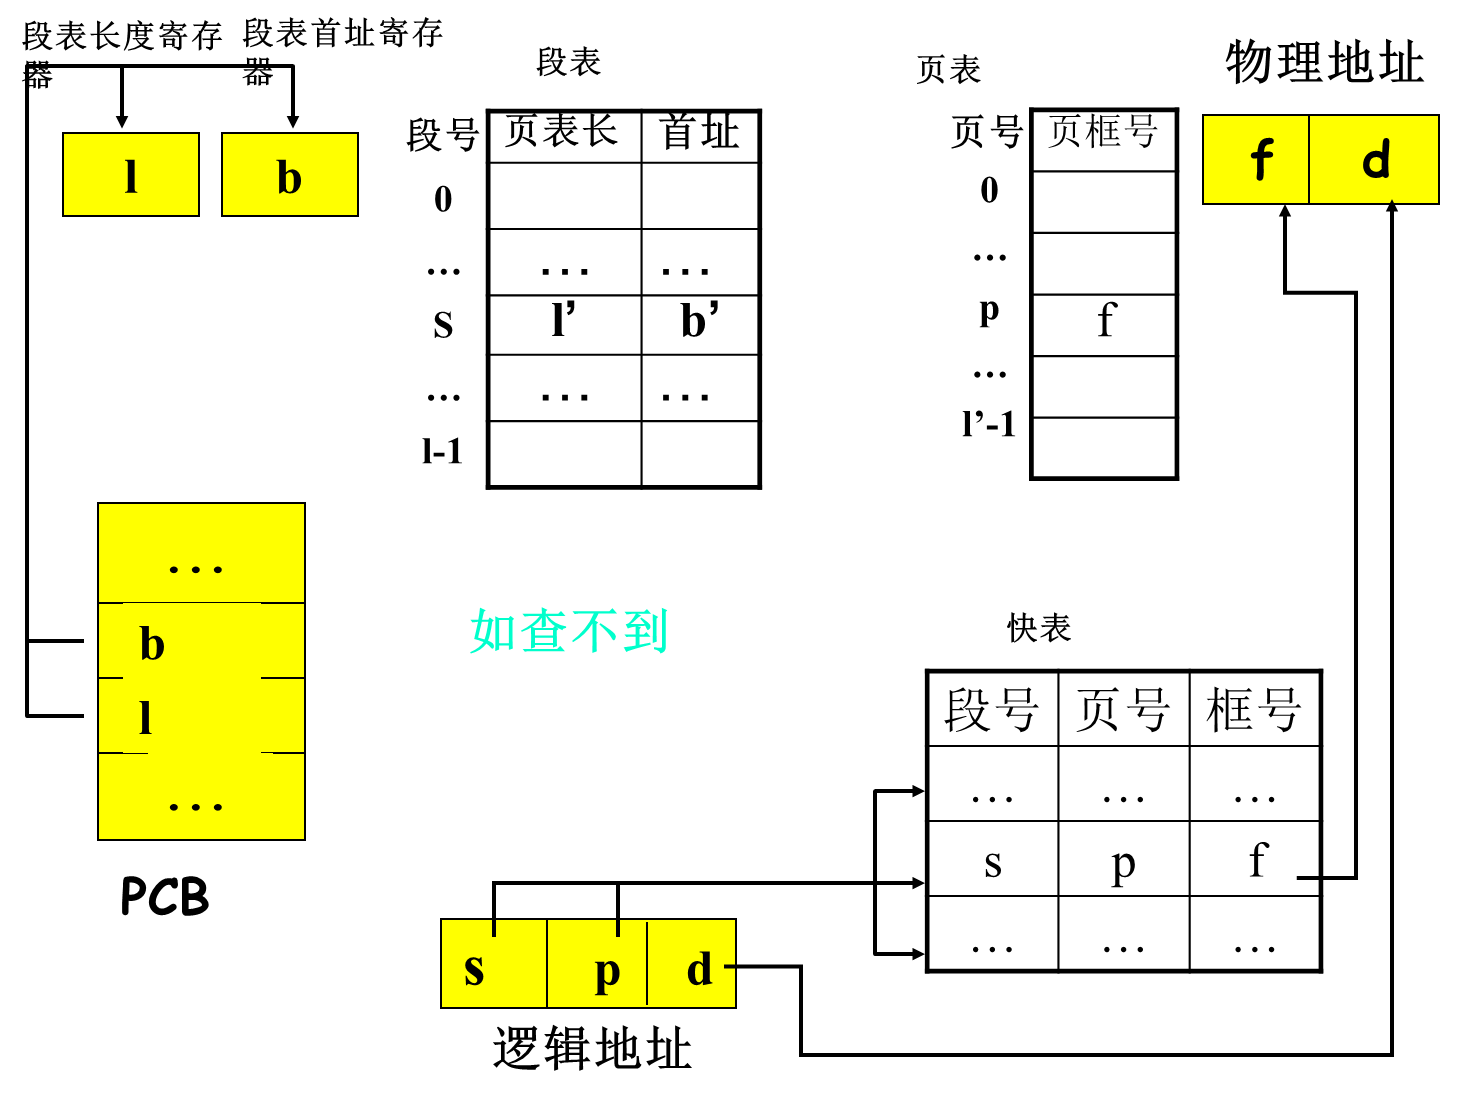 段表长度寄存器
段表首址寄存器
l
b
段表
段号 页表长 首址
0
... ... ...
S l’ b’
... ... ...
l-1
页表
页号 页框号
0
...
p f
...
l’-1
物理地址
f d
...
b
l
...
PCB
如查不到
快表
段号 页号 框号
... ... ...
s p f
... ... ...
s p d
逻辑地址